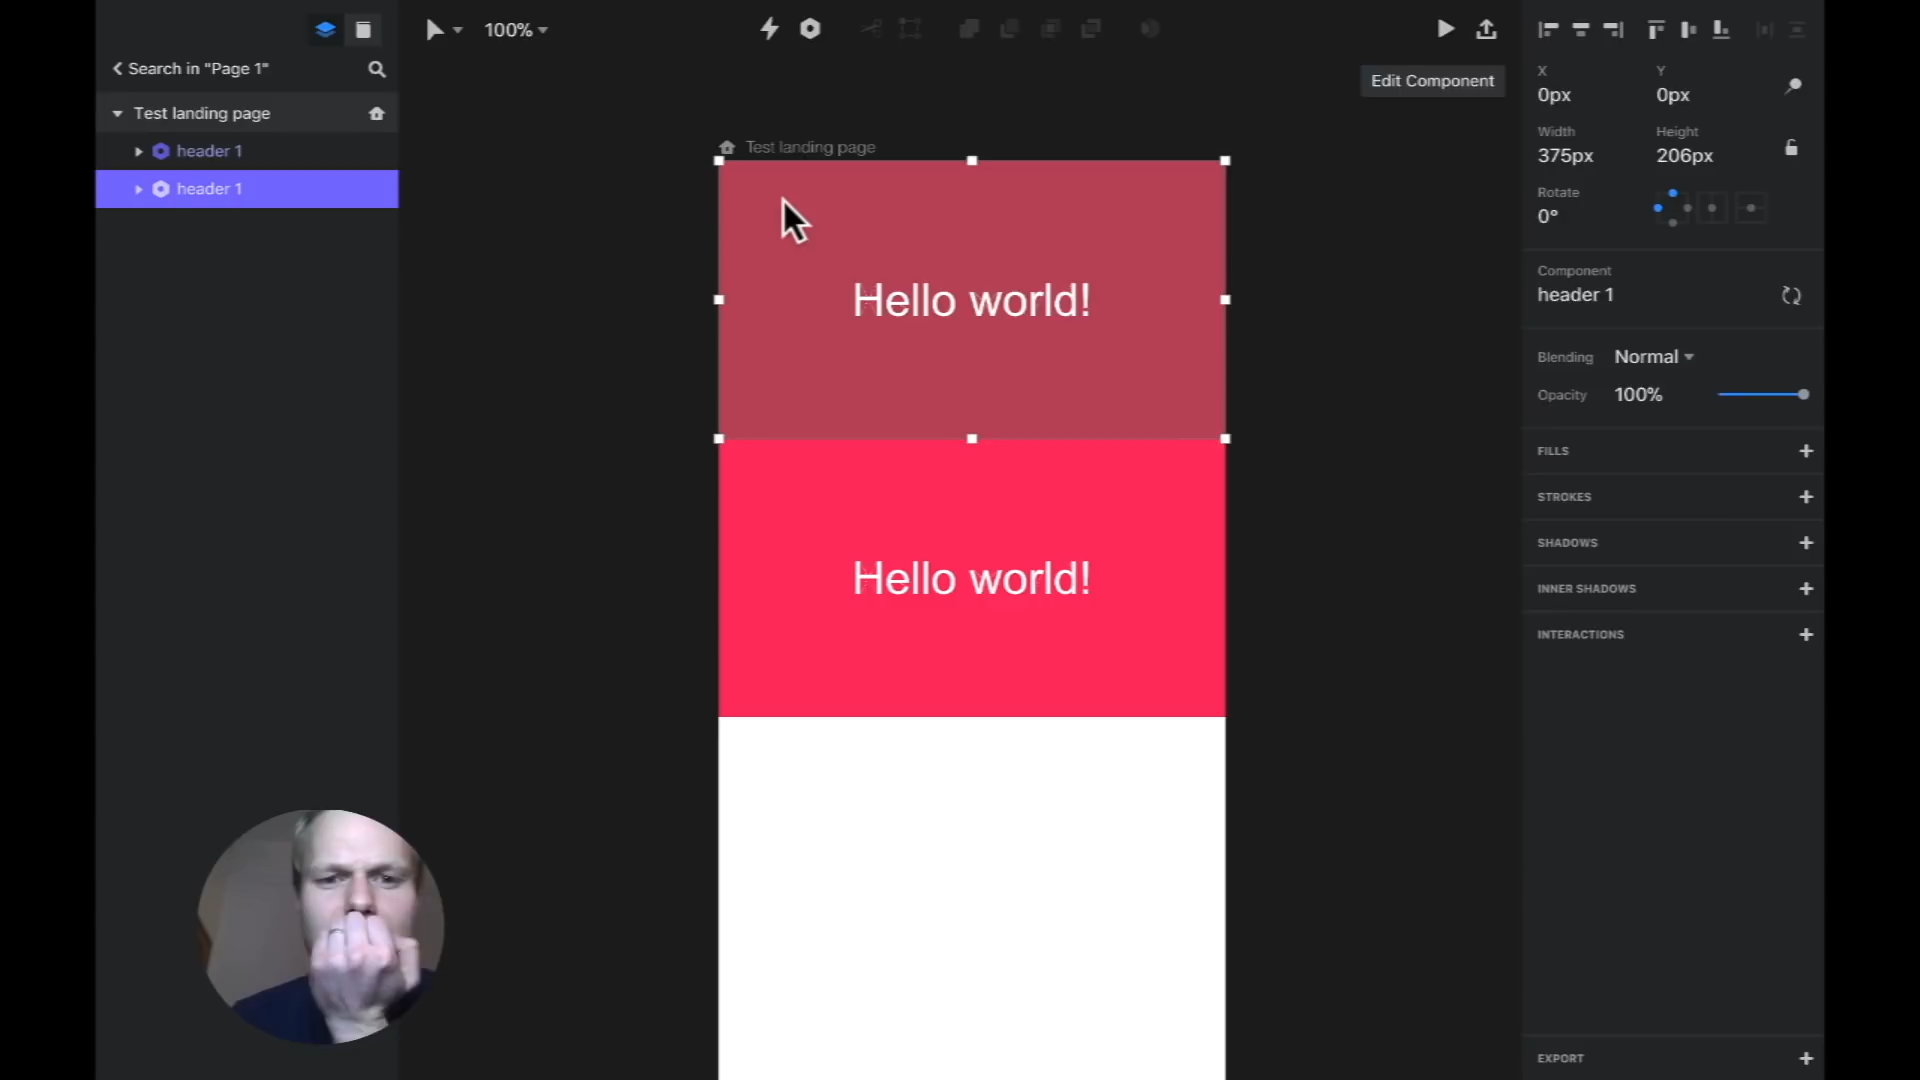 100%
Search in "Page 1"
Test landing page
header 1
header 1
Edit Component
Test landing page
Hello world!
Hello world!
X
Y
0px
0px
Width
Height
375px
206px
Rotate
0°
Component
header 1
Blending
Normal
Opacity
100%
FILLS
STROKES
SHADOWS
INNER SHADOWS
INTERACTIONS
EXPORT